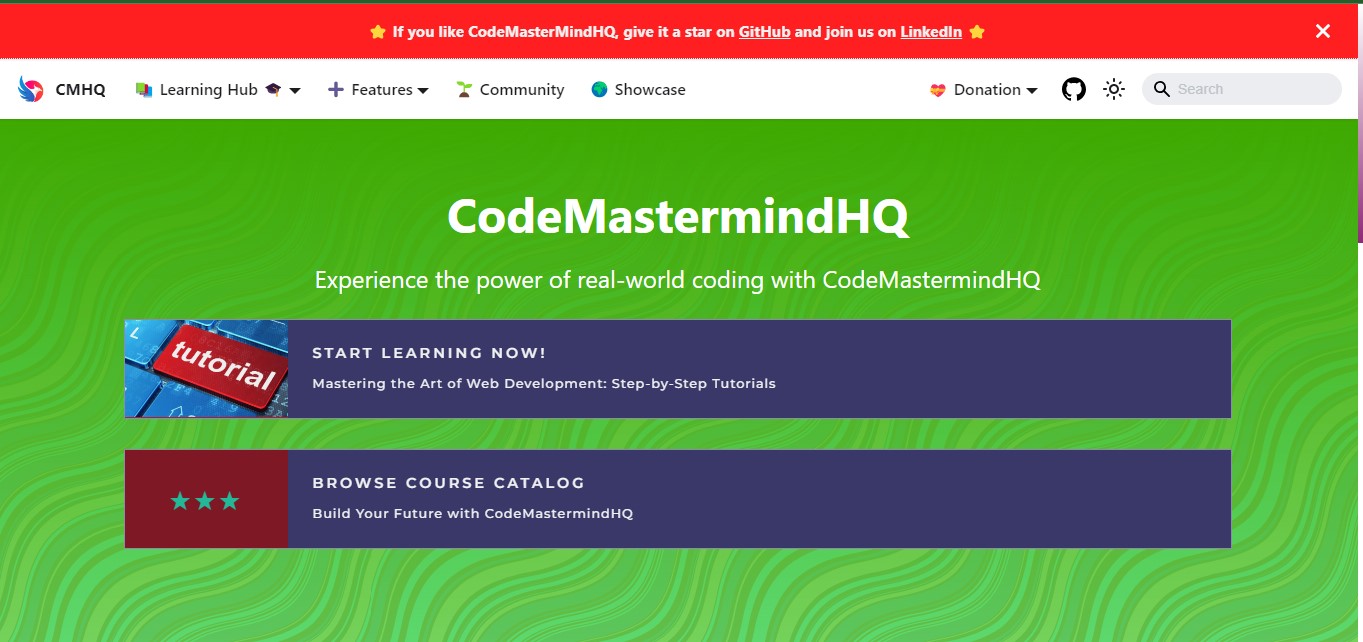 If you like CodeMasterMindHQ, give it a star on GitHub and join us on LinkedIn
CMHQ Learning Hub Features Community Showcase Donation Search
CodeMastermindHQ
Experience the power of real-world coding with CodeMastermindHQ
L
tutorial
START LEARNING NOW!
Mastering the Art of Web Development: Step-by-Step Tutorials
BROWSE COURSE CATALOG
Build Your Future with CodeMastermindHQ